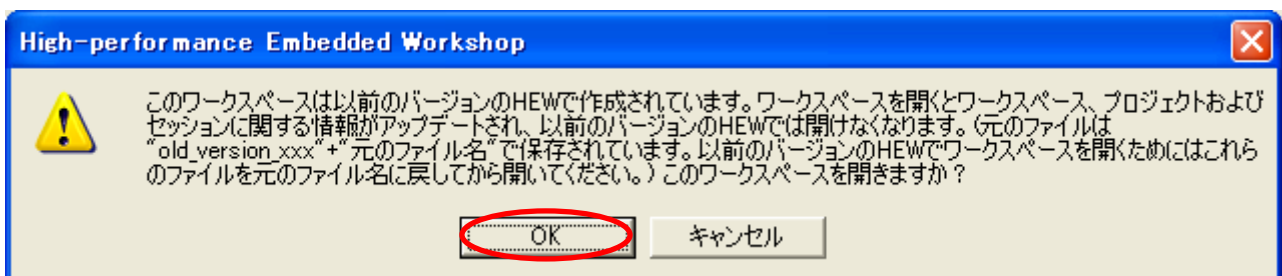 High-performance Embedded Workshop
このワークスペースは以前のバージョンのHEWで作成されています。ワークスペースを開くとワークスペース、プロジェクトおよび
セッションに関する情報がアップデートされ、以前のバージョンのHEWでは開けなくなります。(元のファイルは
"old_version_xxx"+"元のファイル名"で保存されています。以前のバージョンのHEWでワークスペースを開くためにはこれら
のファイルを元のファイル名に戻してから開いてください。)このワークスペースを開きますか？
OK
キャンセル